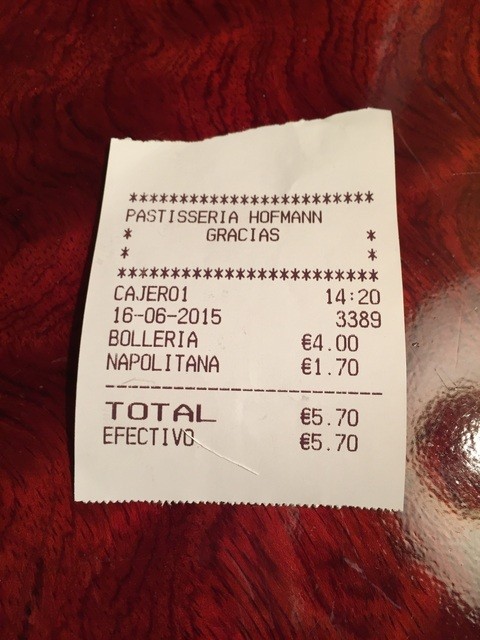 ************************
PASTISSERIA HOFMANN
* GRACIAS *
* *
************************
CAJERO1 14:20
16-06-2015 3389
BOLLERIA €4.00
NAPOLITANA €1.70
------------------------
TOTAL €5.70
EFECTIVO €5.70